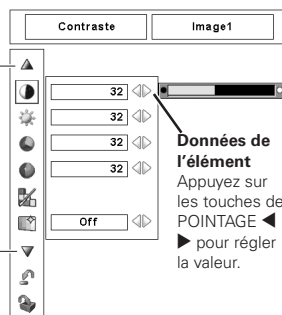 Contraste
Image1
32
32
32
32
Off
Données de
l'élément
Appuyez sur
les touches de
POINTAGE ◀
▶ pour régler
la valeur.